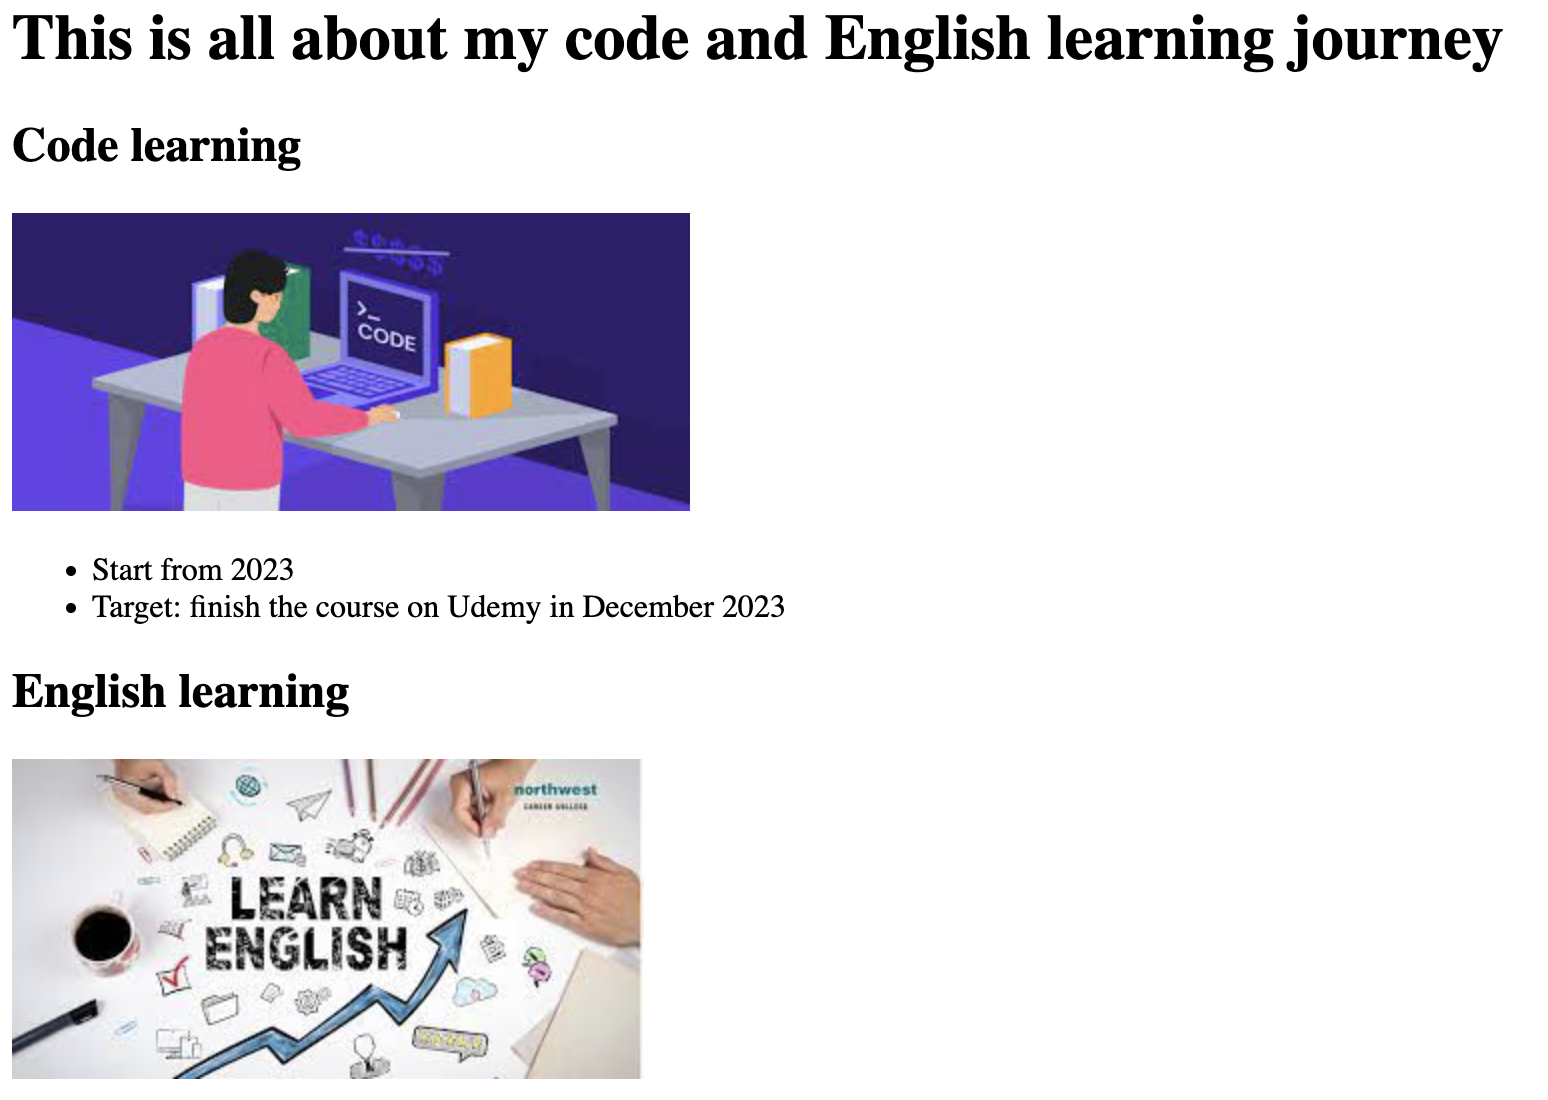 This is all about my code and English learning journey
Code learning
$$$$$
>_
CODE
Start from 2023
Target: finish the course on Udemy in December 2023
English learning
northwest
CAREER COLLEGE
LEARN
ENGLISH